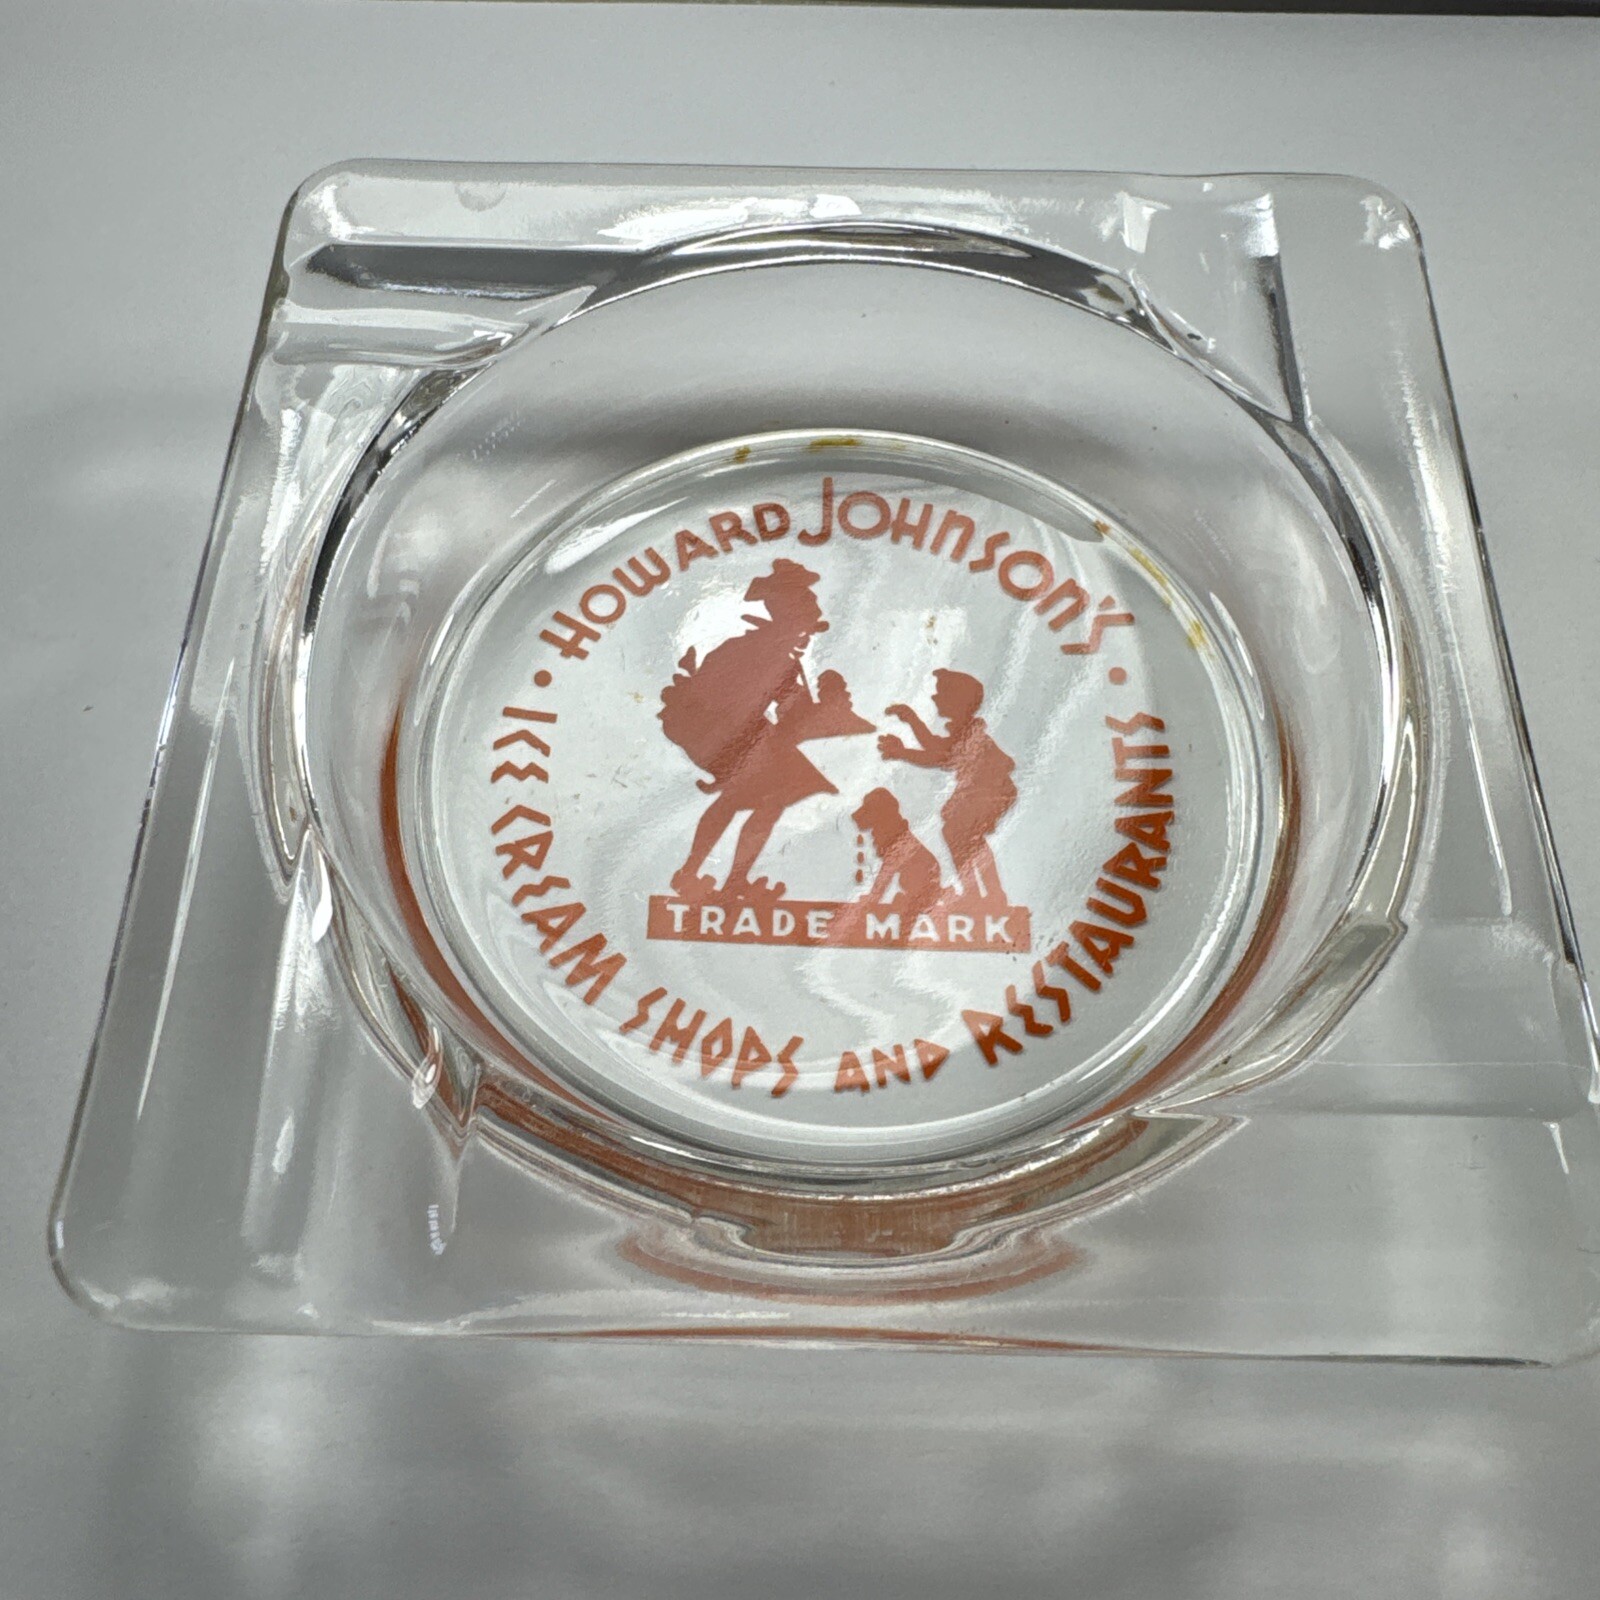 • HOWARD JOHNSON'S •
ICE CREAM SHOPS AND RESTAURANTS
TRADE MARK